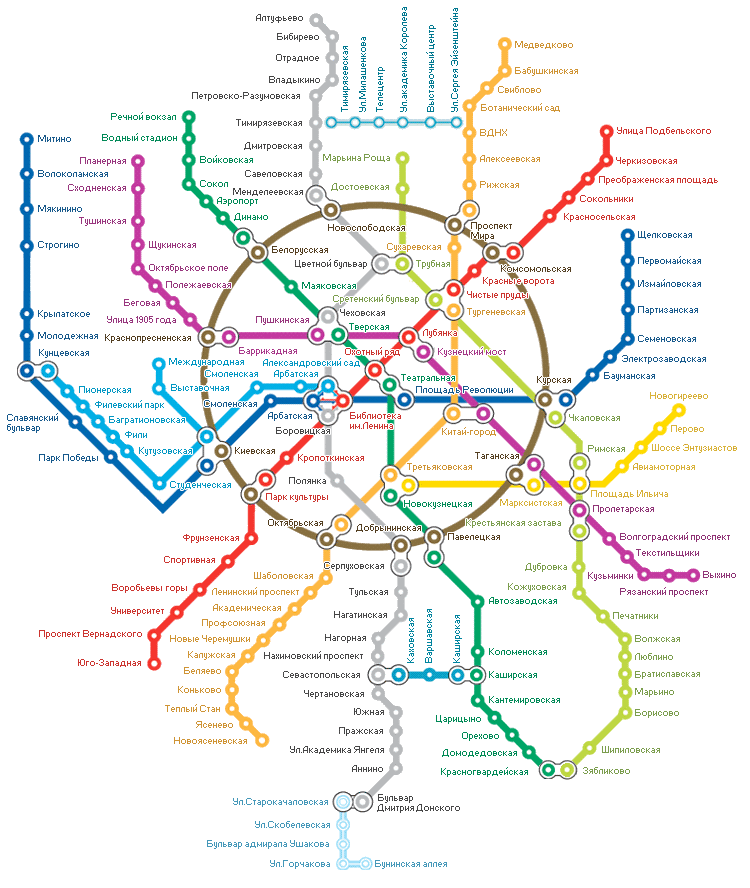 Алтуфьево
Бибирево
Отрадное
Владыкино
Петровско-Разумовская
Тимирязевская
Дмитровская
Савеловская
Менделеевская
Тимирязевская
Ул.Милашенкова
Телецентр
Ул.академика Королева
Выставочный центр
Ул.Сергея Эйзенштейна
Медведково
Бабушкинская
Свиблово
Ботанический сад
ВДНХ
Алексеевская
Рижская
Проспект
Мира
Улица Подбельского
Черкизовская
Преображенная площадь
Сокольники
Красносельская
Комсомольская
Красные ворота
Чистые пруды
Тургеневская
Речной вокзал
Водный стадион
Войковская
Сокол
Аэропорт
Динамо
Белорусская
Маяковская
Планерная
Сходненская
Тушинская
Щукинская
Октябрьское поле
Полежаевская
Беговая
Улица 1905 года
Краснопресненская
Баррикадная
Митино
Волоколамская
Мякинино
Строгино
Крылатское
Молодежная
Кунцевская
Славянский
бульвар
Парк Победы
Пионерская
Филевский парк
Багратионовская
Фили
Кутузовская
Студенческая
Международная
Выставочная
Киевская
Смоленская
Арбатская
Александровский сад
Смоленская
Арбатская
Боровицкая
Библиотека
им.Ленина
Марьина Роща
Достоевская
Новослободская
Цветной бульвар
Трубная
Сухаревская
Сретенский бульвар
Чеховская
Пушкинская
Тверская
Лубянка
Кузнецкий мост
Охотный ряд
Театральная
Площадь Революции
Китай-город
Курская
Чкаловская
Щелковская
Первомайская
Измайловская
Партизанская
Семеновская
Электрозаводская
Бауманская
Новогиреево
Перово
Шоссе Энтузиастов
Авиамоторная
Римская
Площадь Ильича
Таганская
Марксистская
Пролетарская
Крестьянская застава
Волгоградский проспект
Текстильщики
Кузьминки
Выхино
Рязанский проспект
Дубровка
Кожуховская
Печатники
Волжская
Люблино
Братиславская
Марьино
Борисово
Шипиловская
Зябликово
Кропоткинская
Парк культуры
Фрунзенская
Спортивная
Воробьевы горы
Университет
Проспект Вернадского
Юго-Западная
Полянка
Третьяковская
Новокузнецкая
Октябрьская
Добрынинская
Павелецкая
Серпуховская
Шаболовская
Ленинский проспект
Академическая
Профсоюзная
Новые Черемушки
Калужская
Беляево
Коньково
Теплый Стан
Ясенево
Новоясеневская
Тульская
Нагатинская
Нагорная
Нахимовский проспект
Севастопольская
Чертановская
Южная
Пражская
Ул.Академика Янгеля
Аннино
Бульвар
Дмитрия Донского
Каховская
Варшавская
Каширская
Автозаводская
Коломенская
Каширская
Кантемировская
Царицыно
Орехово
Домодедовская
Красногвардейская
Ул.Старокачаловская
Ул.Скобелевская
Бульвар адмирала Ушакова
Ул.Горчакова
Бунинская аллея